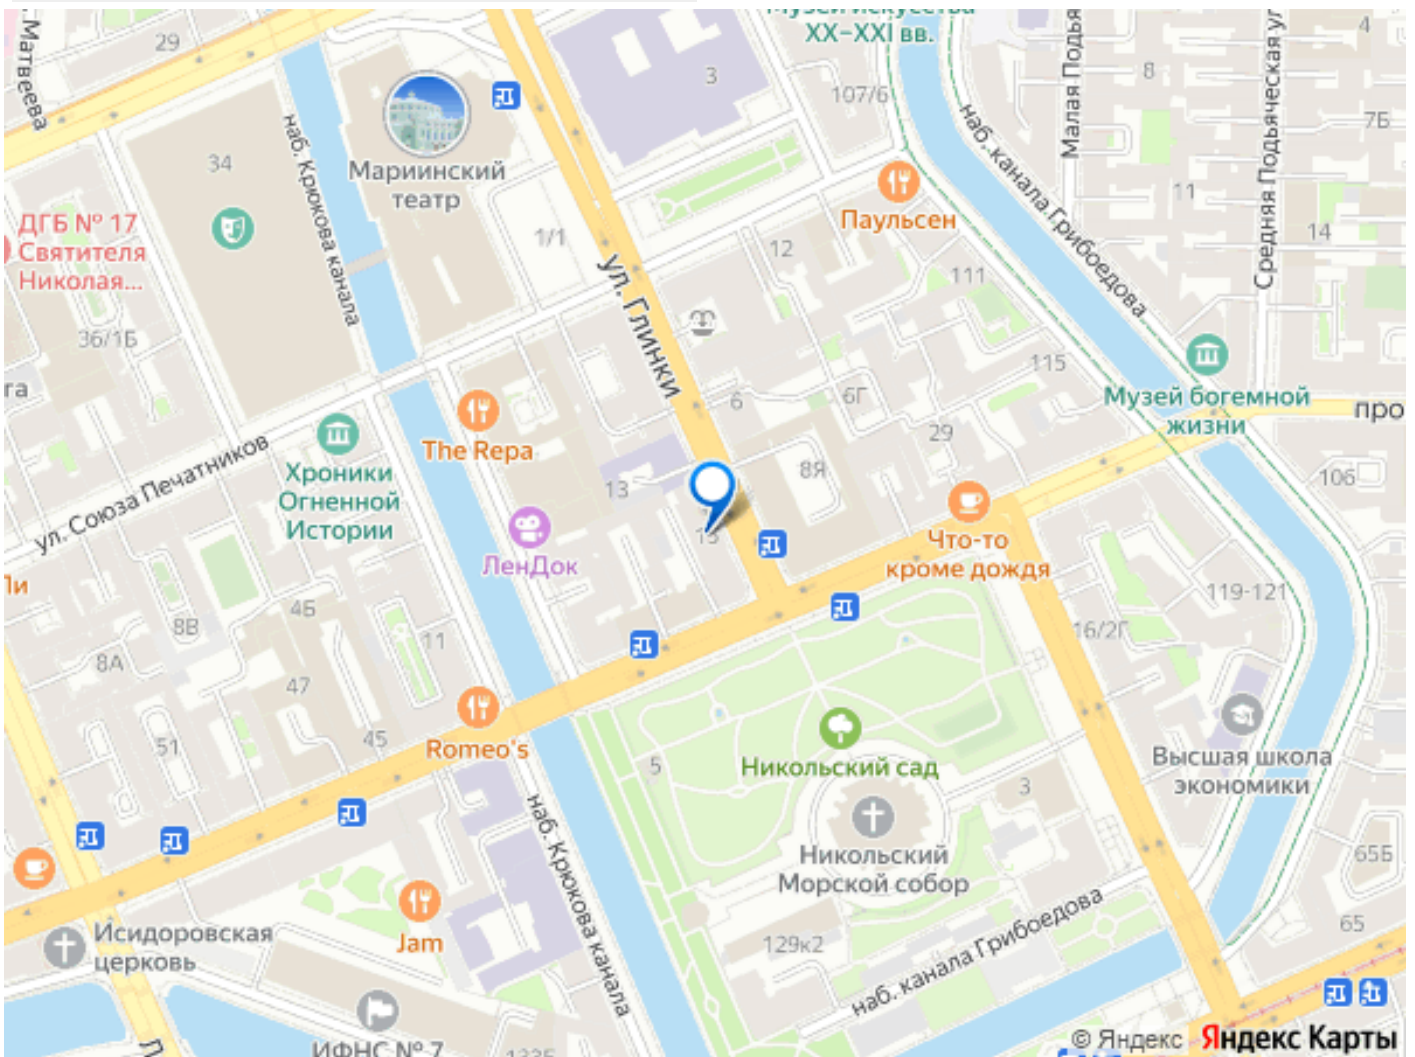 Матвеева
29
наб. Крюкова канала
34
Мариинский
театр
3
ХХ–ХХI вв.
107/6
наб. канала Грибоедова
Малая Подья
8
Средняя Подьяческая ул
4
7Б
11
14
Паульсен
ДГБ № 17
Святителя
Николая...
36/1Б
1/1
ул. Глинки
12
111
115
Музей богемной
жизни
про
106
га
The Repa
6
6Г
29
8Я
13
15
Хроники
Огненной
Истории
ул. Союза Печатников
ЛенДок
Что-то
кроме дождя
119-121
16/2Г
Ли
4Б
8В
8А
11
47
51
45
Romeo's
5
Никольский сад
3
Высшая школа
экономики
Никольский
Морской собор
65Б
65
наб. Крюкова канала
129к2
наб. канала Грибоедова
Исидоровская
церковь
Jam
ИФНС № 7
© Яндекс Яндекс Карты